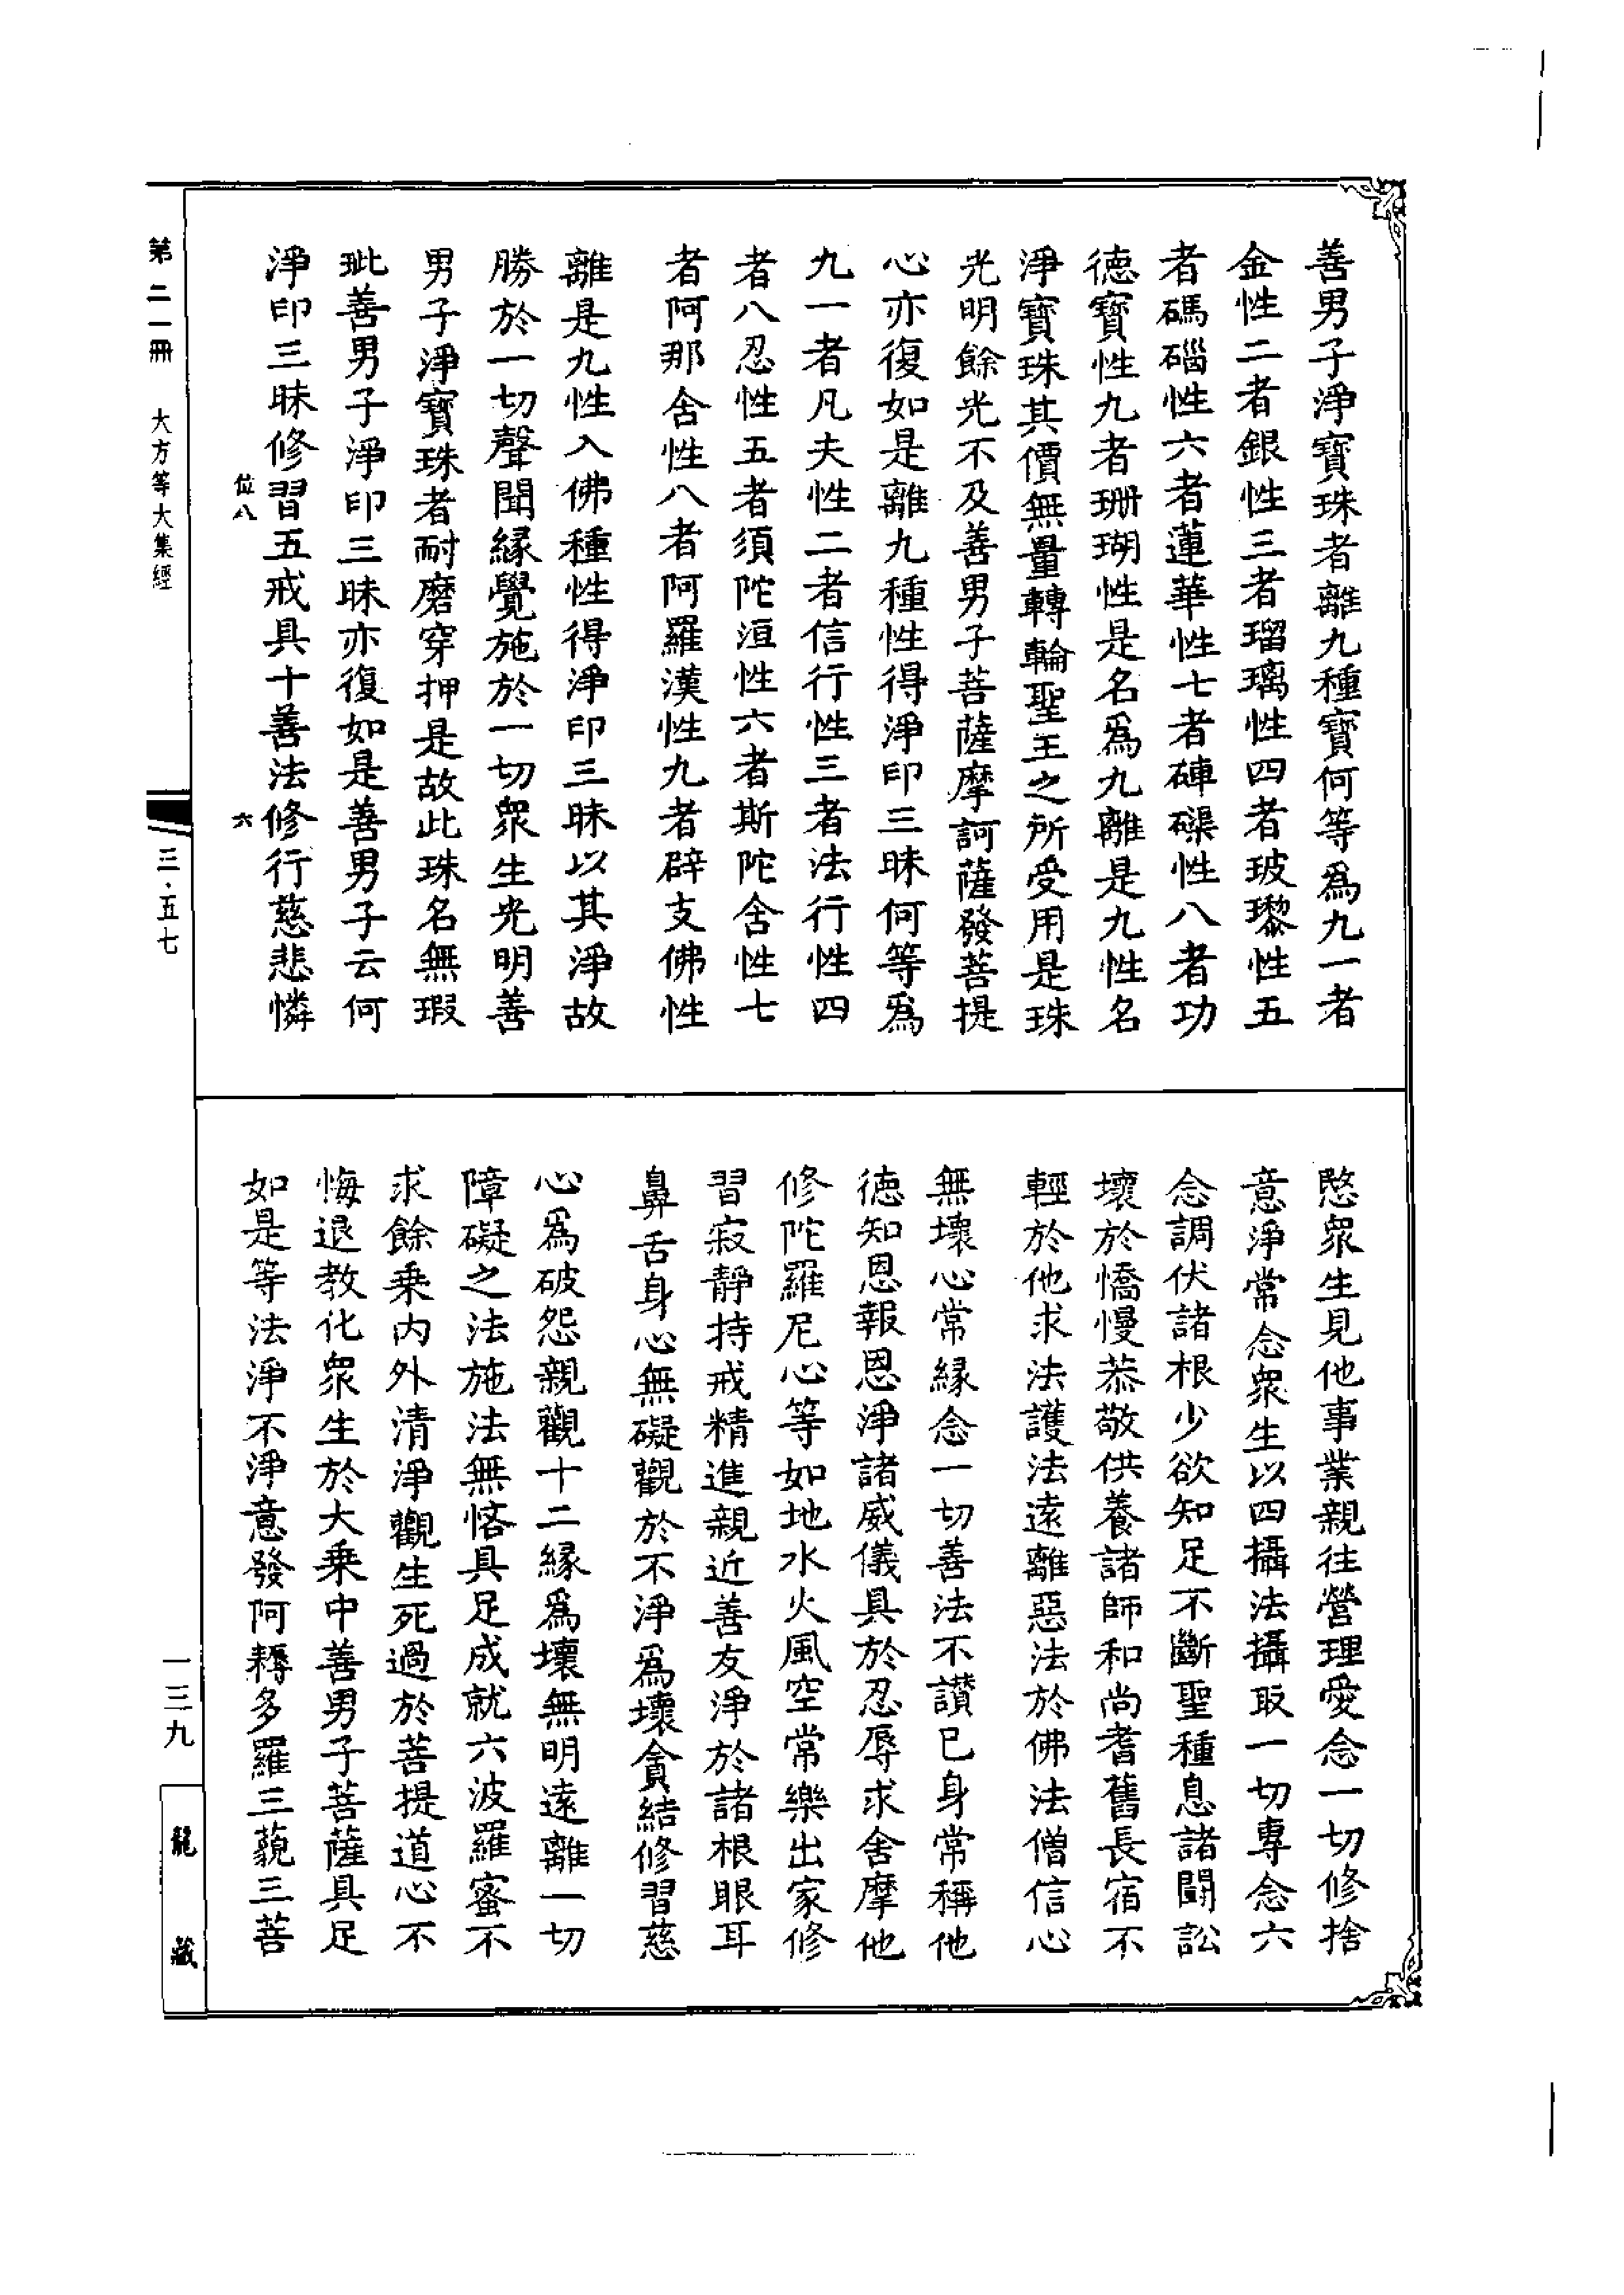 善男子淨寶珠者離九種寶何等爲九一者
金性二者銀性三者瑠璃性四者玻瓈性五
者碼碯性六者蓮華性七者硨磲性八者功
德寶性九者珊瑚性是名爲九離是九性名
淨寶珠其價無量轉輪聖王之所受用是珠
光明餘光不及善男子菩薩摩訶薩發菩提
心亦復如是離九種性得淨印三昧何等爲
九一者凡夫性二者信行性三者法行性四
者八忍性五者須陀洹性六者斯陀含性七
者阿那含性八者阿羅漢性九者辟支佛性
離是九性入佛種性得淨印三昧以其淨故
勝於一切聲聞緣覺施於一切衆生光明善
男子淨寶珠者耐磨穿押是故此珠名無瑕
玼善男子淨印三昧亦復如是善男子云何
淨印三昧修習五戒具十善法修行慈悲憐
位八
六
愍衆生見他事業親往營理愛念一切修捨
意淨常念衆生以四攝法攝取一切專念六
念調伏諸根少欲知足不斷聖種息諸鬪訟
壞於憍慢恭敬供養諸師和尚耆舊長宿不
輕於他求法護法遠離惡法於佛法僧信心
無壞心常緣念一切善法不讃已身常稱他
德知恩報恩淨諸威儀具於忍辱求舍摩他
修陀羅尼心等如地水火風空常樂出家修
習寂靜持戒精進親近善友淨於諸根眼耳
鼻舌身心無礙觀於不淨爲壞貪結修習慈
心爲破怨親觀十二緣爲壞無明遠離一切
障礙之法施法無悋具足成就六波羅蜜不
求餘乘內外清淨觀生死過於菩提道心不
悔退教化衆生於大乘中善男子菩薩具足
如是等法淨不淨意發阿耨多羅三藐三菩
第二一冊 大方等大集經
三·五七
一三九
龍藏